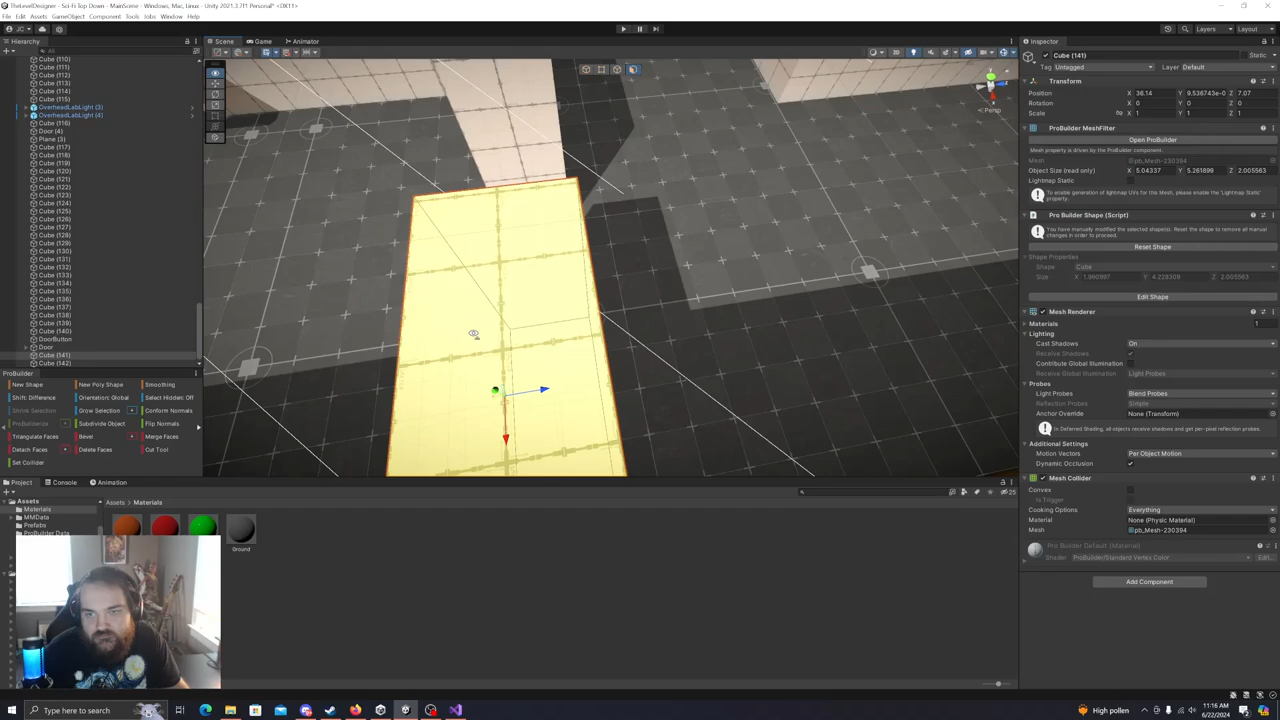 TheLevelDesigner - Sci-Fi Top Down - MainScene - Windows, Mac, Linux - Unity 2021.3.7f1 Personal* <DX11>
File Edit Assets GameObject Component Tools Jobs Window Help
JC
Layers Layout
Hierarchy
All
Cube (110)
Cube (111)
Cube (112)
Cube (113)
Cube (114)
Cube (115)
OverheadLabLight (3)
OverheadLabLight (4)
Cube (116)
Door (4)
Plane (3)
Cube (117)
Cube (118)
Cube (119)
Cube (120)
Cube (121)
Cube (122)
Cube (123)
Cube (124)
Cube (125)
Cube (126)
Cube (127)
Cube (128)
Cube (129)
Cube (130)
Cube (131)
Cube (132)
Cube (133)
Cube (134)
Cube (135)
Cube (136)
Cube (137)
Cube (138)
Cube (139)
Cube (140)
DoorButton
Door
Cube (141)
Cube (142)
ProBuilder
New Shape New Poly Shape Smoothing
Shift: Difference Orientation: Global Select Hidden: Off
Shrink Selection Grow Selection Conform Normals
ProBuilderize Subdivide Object Flip Normals
Triangulate Faces Bevel Merge Faces
Detach Faces Delete Faces Cut Tool
Set Collider
Scene Game Animator
2D
y
Persp
Project Console Animation
Assets
Materials
MMData
Prefabs
ProBuilder Data
Assets > Materials
Ground
25
Inspector
Cube (141) Static
Tag Untagged Layer Default
Transform
Position X 36.14 Y 9.536743e-0 Z 7.07
Rotation X 0 Y 0 Z 0
Scale X 1 Y 1 Z 1
ProBuilder MeshFilter
Open ProBuilder
Mesh property is driven by the ProBuilder component.
Mesh pb_Mesh-230394
Object Size (read only) X 5.04337 Y 5.261899 Z 2.005563
Lightmap Static
To enable generation of lightmap UVs for this Mesh, please enable the 'Lightmap Static' property.
Pro Builder Shape (Script)
You have manually modified the selected shape(s). Reset the shape to remove all manual changes in order to proceed.
Reset Shape
Shape Properties
Shape Cube
Size X 1.960997 Y 4.228309 Z 2.005563
Edit Shape
Mesh Renderer
Materials 1
Lighting
Cast Shadows On
Receive Shadows
Contribute Global Illumination
Receive Global Illumination Light Probes
Probes
Light Probes Blend Probes
Reflection Probes Simple
Anchor Override None (Transform)
In Deferred Shading, all objects receive shadows and get per-pixel reflection probes.
Additional Settings
Motion Vectors Per Object Motion
Dynamic Occlusion
Mesh Collider
Convex
Is Trigger
Cooking Options Everything
Material None (Physic Material)
Mesh pb_Mesh-230394
Pro Builder Default (Material)
Shader ProBuilder/Standard Vertex Color Edit...
Add Component
Type here to search
High pollen
11:16 AM
6/22/2024
2